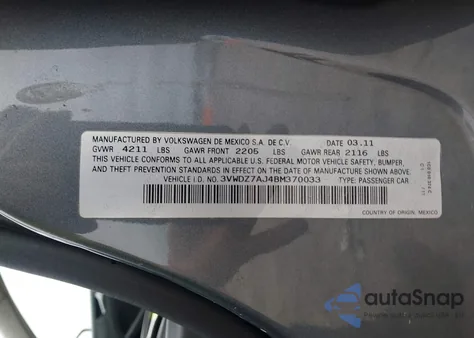 MANUFACTURED BY VOLKSWAGEN DE MEXICO S.A. DE C.V. DATE 03.11
GVWR 4211 LBS GAWR FRONT 2205 LBS GAWR REAR 2116 LBS
THIS VEHICLE CONFORMS TO ALL APPLICABLE U.S. FEDERAL MOTOR VEHICLE SAFETY, BUMPER,
AND THEFT PREVENTION STANDARDS IN EFFECT ON THE DATE OF MANUFACTURE SHOWN ABOVE.
VEHICLE I.D. NO. 3VWDZ7AJ4BM370033 TYPE: PASSENGER CAR
COUNTRY OF ORIGIN, MEXICO
autoSnap